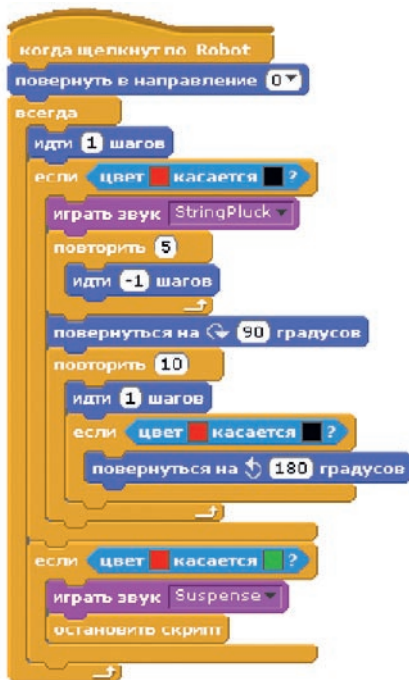 когда щелкнут по Robot
повернуть в направление 0
всегда
идти 1 шагов
если цвет касается ?
играть звук StringPluck
повторить 5
идти -1 шагов
повернуться на 90 градусов
повторить 10
идти 1 шагов
если цвет касается ?
повернуться на 180 градусов
если цвет касается ?
играть звук Suspense
остановить скрипт